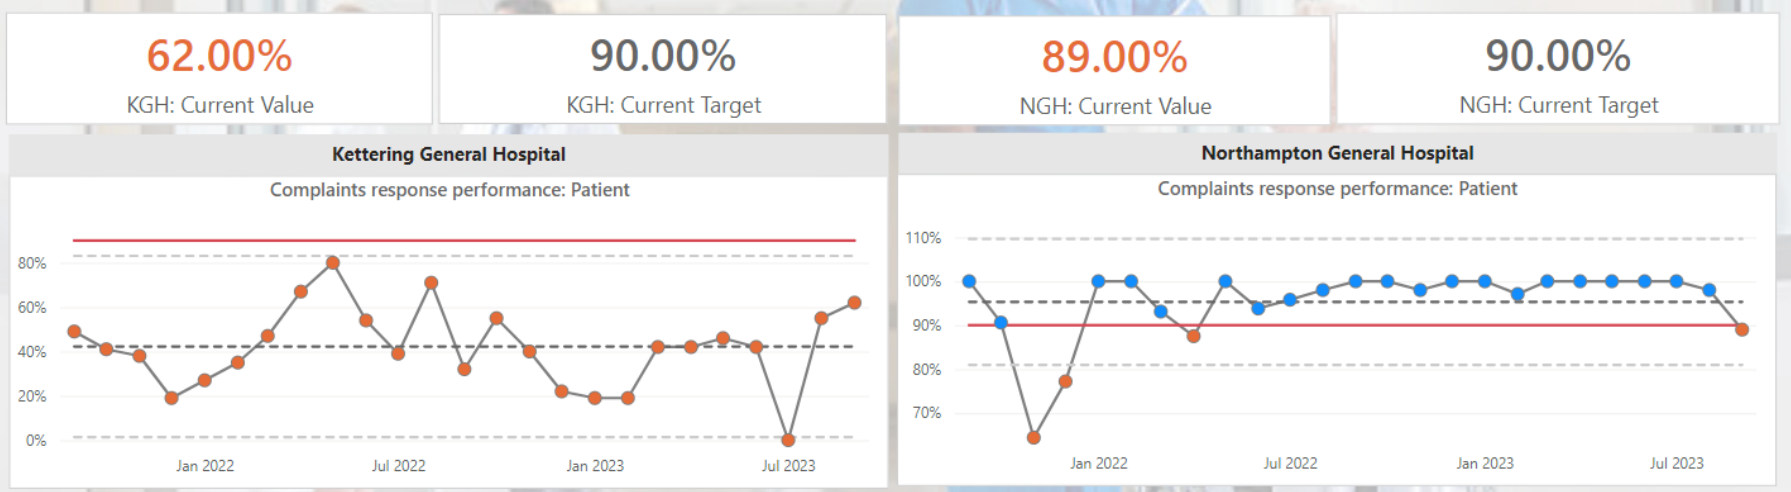 62.00%
KGH: Current Value
90.00%
KGH: Current Target
89.00%
NGH: Current Value
90.00%
NGH: Current Target
Kettering General Hospital
Complaints response performance: Patient
80%
60%
40%
20%
0%
Jan 2022
Jul 2022
Jan 2023
Jul 2023
Northampton General Hospital
Complaints response performance: Patient
110%
100%
90%
80%
70%
Jan 2022
Jul 2022
Jan 2023
Jul 2023